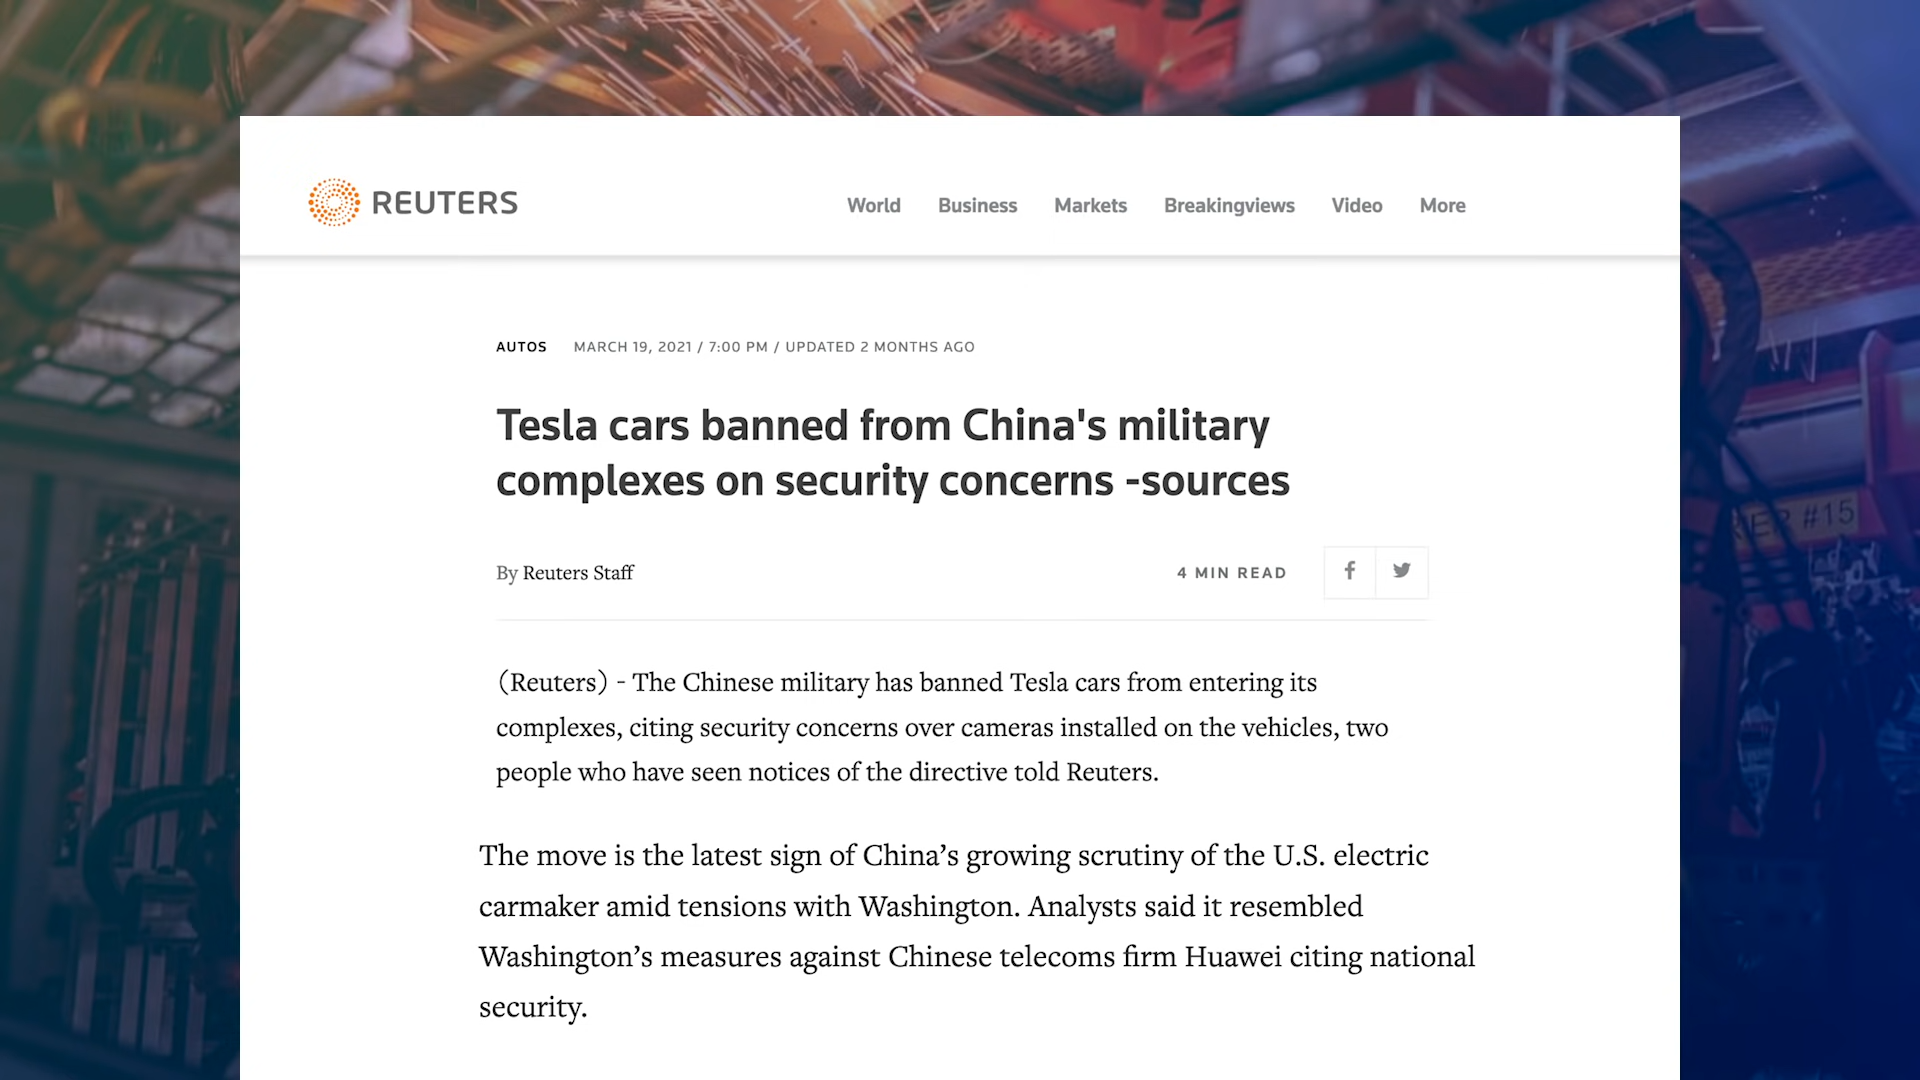 REUTERS
World Business Markets Breakingviews Video More
AUTOS MARCH 19, 2021 / 7:00 PM / UPDATED 2 MONTHS AGO
Tesla cars banned from China's military
complexes on security concerns -sources
By Reuters Staff
4 MIN READ
(Reuters) - The Chinese military has banned Tesla cars from entering its
complexes, citing security concerns over cameras installed on the vehicles, two
people who have seen notices of the directive told Reuters.
The move is the latest sign of China’s growing scrutiny of the U.S. electric
carmaker amid tensions with Washington. Analysts said it resembled
Washington’s measures against Chinese telecoms firm Huawei citing national
security.
#15